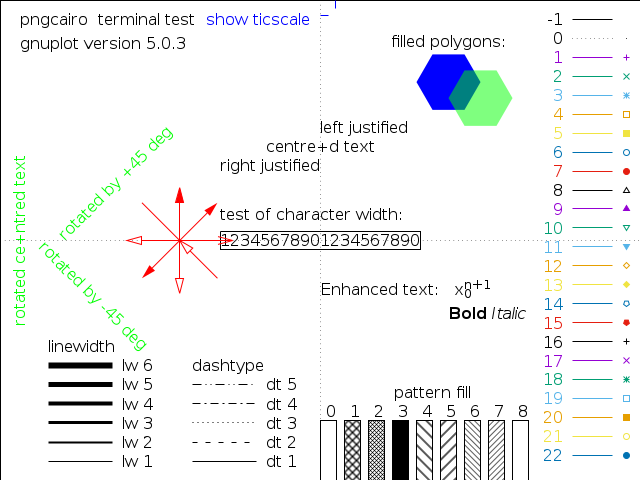 pngcairo terminal test show ticscale
gnuplot version 5.0.3
filled polygons:
left justified
centre+d text
right justified
rotated by +45 deg
rotated ce+ntred text
rotated by -45 deg
test of character width:
12345678901234567890
Enhanced text: x₀ⁿ⁺¹
Bold Italic
linewidth
lw 6
lw 5
lw 4
lw 3
lw 2
lw 1
dashtype
dt 5
dt 4
dt 3
dt 2
dt 1
pattern fill
0 1 2 3 4 5 6 7 8
-1
0
1
2
3
4
5
6
7
8
9
10
11
12
13
14
15
16
17
18
19
20
21
22